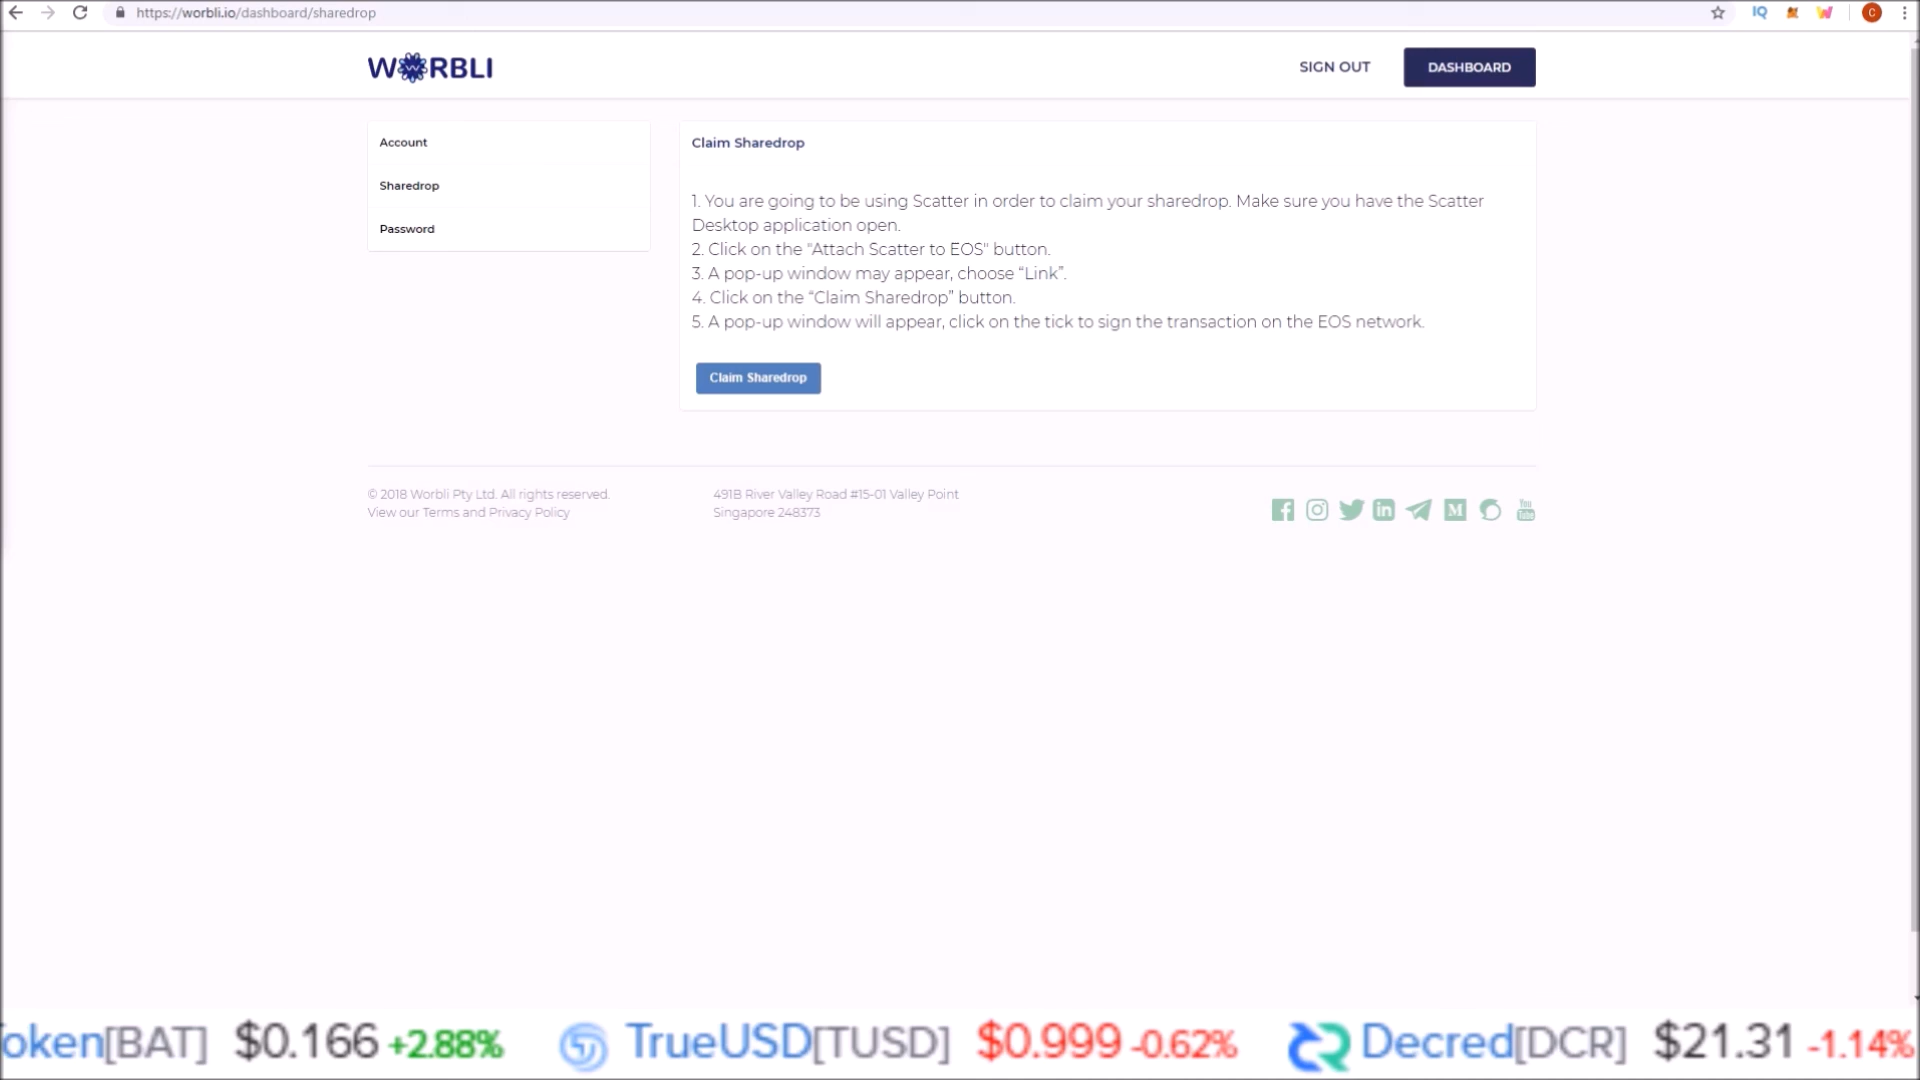 https://worbli.io/dashboard/sharedrop
IQ
C
WORBLI
SIGN OUT
DASHBOARD
Account
Sharedrop
Password
Claim Sharedrop
1. You are going to be using Scatter in order to claim your sharedrop. Make sure you have the Scatter
Desktop application open.
2. Click on the "Attach Scatter to EOS" button.
3. A pop-up window may appear, choose “Link”.
4. Click on the “Claim Sharedrop” button.
5. A pop-up window will appear, click on the tick to sign the transaction on the EOS network.
Claim Sharedrop
© 2018 Worbli Pty Ltd. All rights reserved.
View our Terms and Privacy Policy
491B River Valley Road #15-01 Valley Point
Singapore 248373
in
M
You
Tube
oken[BAT] $0.166 +2.88% TrueUSD[TUSD] $0.999 -0.62% Decred[DCR] $21.31 -1.14%